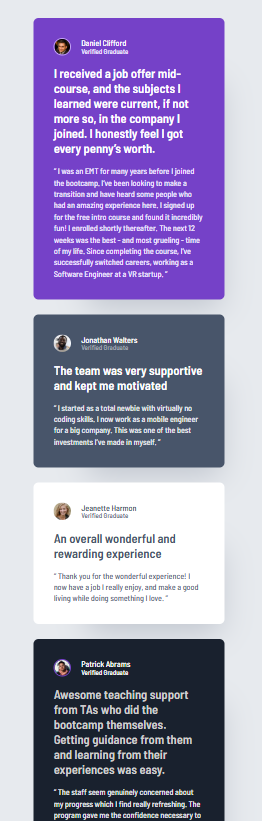 Daniel Clifford
Verified Graduate
I received a job offer mid-
course, and the subjects I
learned were current, if not
more so, in the company I
joined. I honestly feel I got
every penny's worth.
" I was an EMT for many years before I joined
the bootcamp. I've been looking to make a
transition and have heard some people who
had an amazing experience here. I signed up
for the free intro course and found it incredibly
fun! I enrolled shortly thereafter. The next 12
weeks was the best - and most grueling - time
of my life. Since completing the course, I've
successfully switched careers, working as a
Software Engineer at a VR startup. "
Jonathan Walters
Verified Graduate
The team was very supportive
and kept me motivated
" I started as a total newbie with virtually no
coding skills. I now work as a mobile engineer
for a big company. This was one of the best
investments I've made in myself. "
Jeanette Harmon
Verified Graduate
An overall wonderful and
rewarding experience
" Thank you for the wonderful experience! I
now have a job I really enjoy, and make a good
living while doing something I love. "
Patrick Abrams
Verified Graduate
Awesome teaching support
from TAs who did the
bootcamp themselves.
Getting guidance from them
and learning from their
experiences was easy.
" The staff seem genuinely concerned about
my progress which I find really refreshing. The
program gave me the confidence necessary to